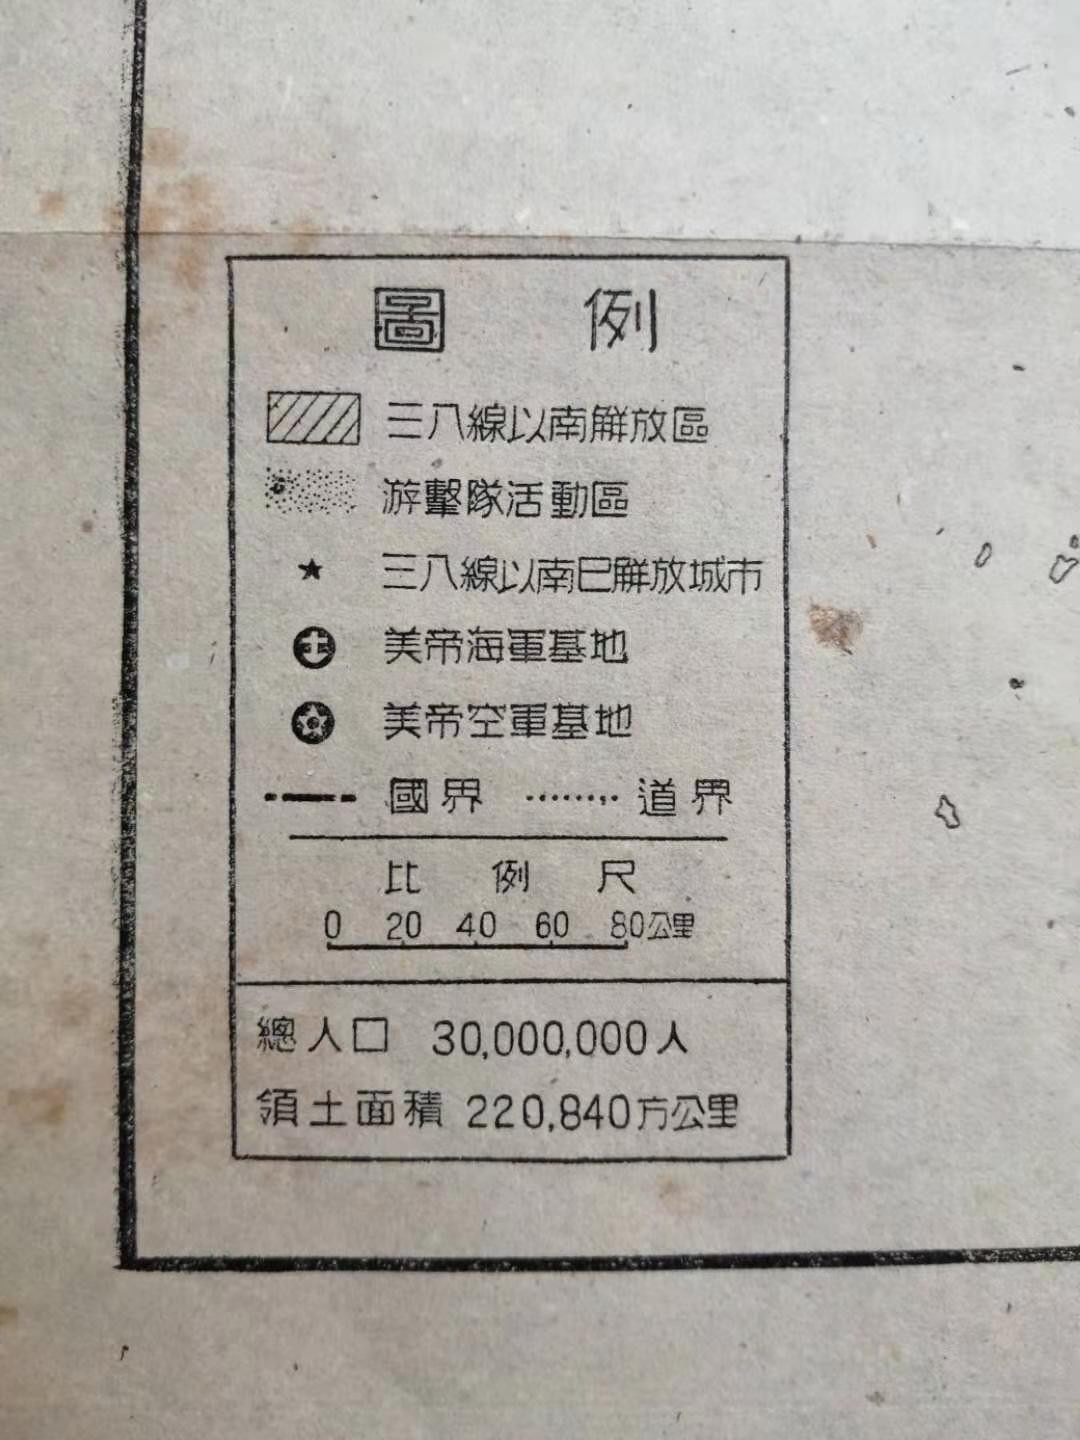 圖例
三八線以南解放區
游擊隊活動區
三八線以南已解放城市
美帝海軍基地
美帝空軍基地
國界 道界
比例尺
0 20 40 60 80公里
總人口 30,000,000人
領土面積 220,840方公里